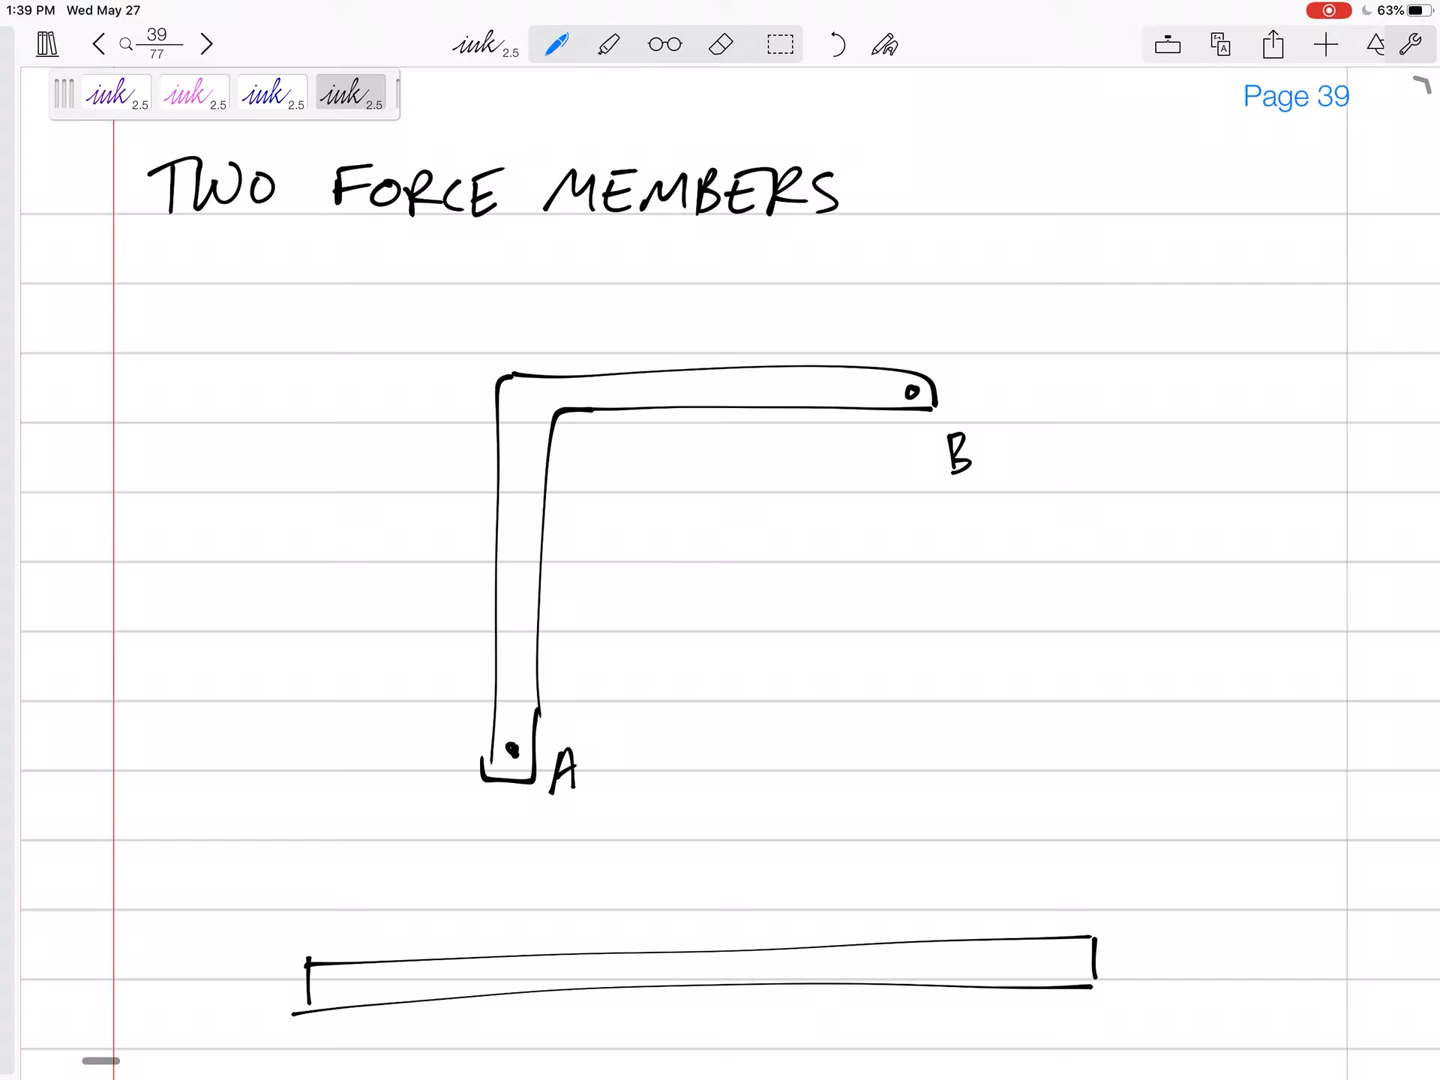 1:39 PM Wed May 27
63%
39
77
ink 2.5
ink 2.5
ink 2.5
ink 2.5
ink 2.5
Page 39
TWO FORCE MEMBERS
B
A